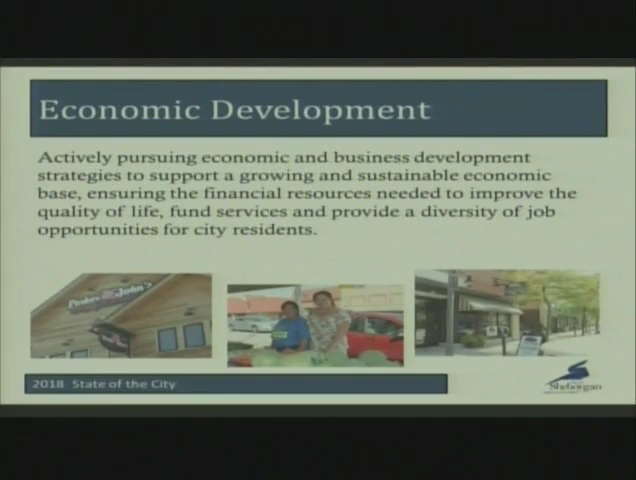 Economic Development
Actively pursuing economic and business development
strategies to support a growing and sustainable economic
base, ensuring the financial resources needed to improve the
quality of life, fund services and provide a diversity of job
opportunities for city residents.
2018 State of the City
Sheboygan